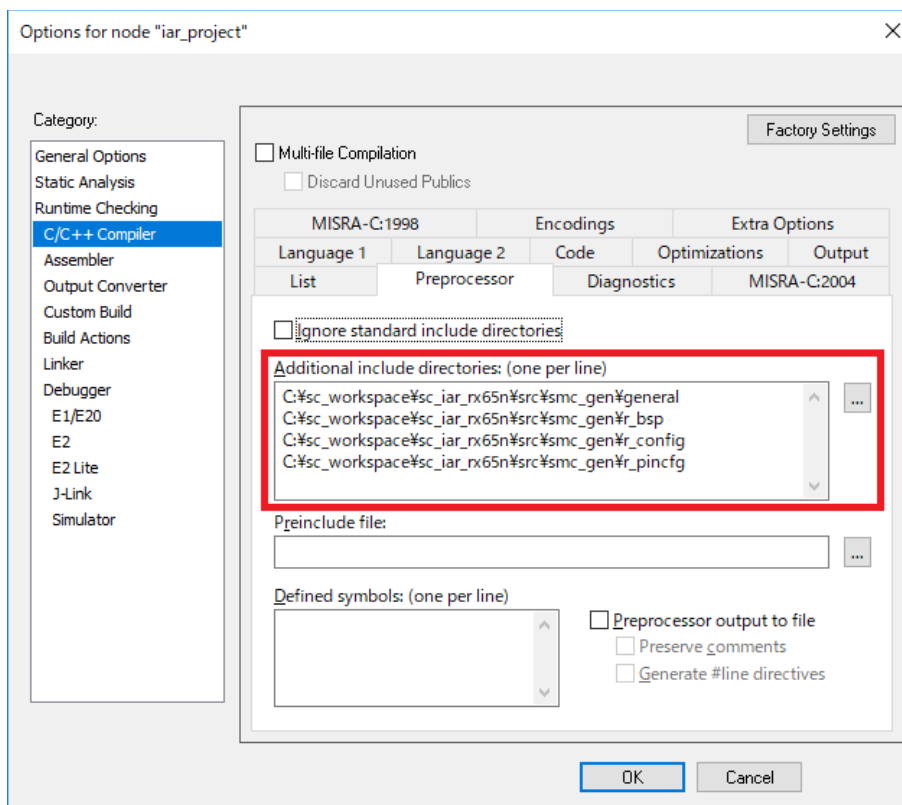 Options for node "iar_project"
Category:
General Options
Static Analysis
Runtime Checking
C/C++ Compiler
Assembler
Output Converter
Custom Build
Build Actions
Linker
Debugger
E1/E20
E2
E2 Lite
J-Link
Simulator
Factory Settings
Multi-file Compilation
Discard Unused Publics
MISRA-C:1998 Encodings Extra Options
Language 1 Language 2 Code Optimizations Output
List Preprocessor Diagnostics MISRA-C:2004
Ignore standard include directories
Additional include directories: (one per line)
C:¥sc_workspace¥sc_iar_rx65n¥src¥smc_gen¥general
C:¥sc_workspace¥sc_iar_rx65n¥src¥smc_gen¥r_bsp
C:¥sc_workspace¥sc_iar_rx65n¥src¥smc_gen¥r_config
C:¥sc_workspace¥sc_iar_rx65n¥src¥smc_gen¥r_pincfg
...
Preinclude file:
...
Defined symbols: (one per line)
Preprocessor output to file
Preserve comments
Generate #line directives
OK Cancel